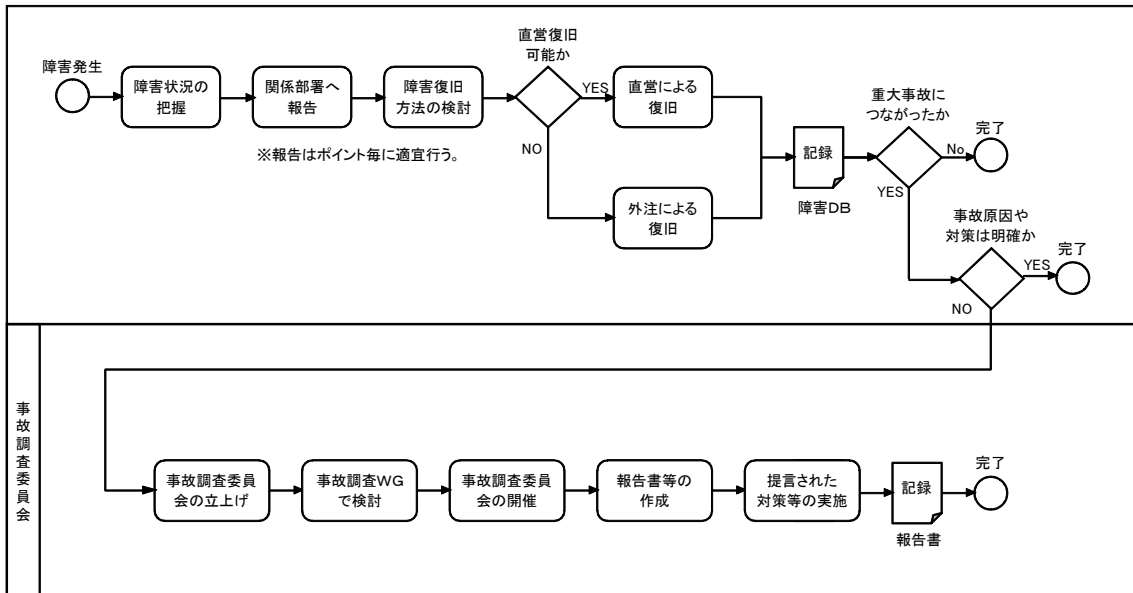 障害発生
障害状況の
把握
関係部署へ
報告
障害復旧
方法の検討
※報告はポイント毎に適宜行う。
直営復旧
可能か
YES
NO
直営による
復旧
外注による
復旧
記録
障害DB
重大事故に
つながったか
No
完了
YES
事故原因や
対策は明確か
YES
完了
NO
事故調査委員会
事故調査委員
会の立上げ
事故調査WG
で検討
事故調査委員
会の開催
報告書等の
作成
提言された
対策等の実施
記録
報告書
完了